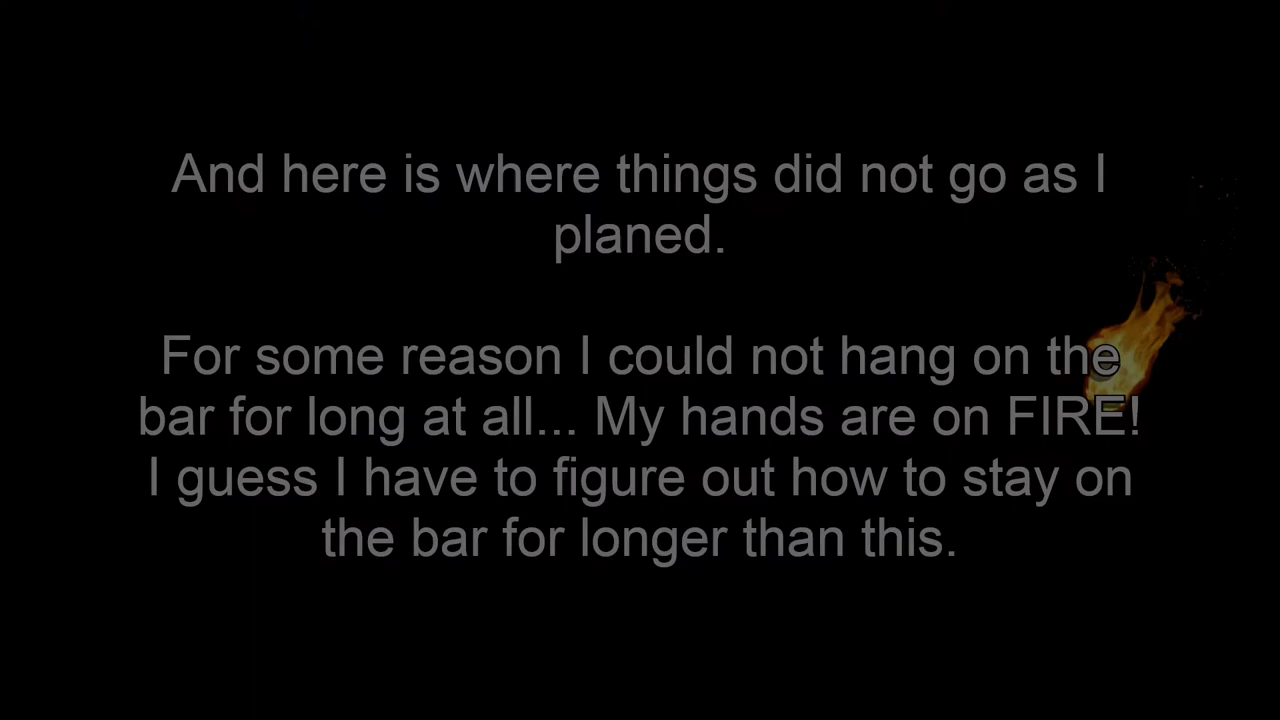 And here is where things did not go as I
planed.
For some reason I could not hang on the
bar for long at all... My hands are on FIRE!
I guess I have to figure out how to stay on
the bar for longer than this.